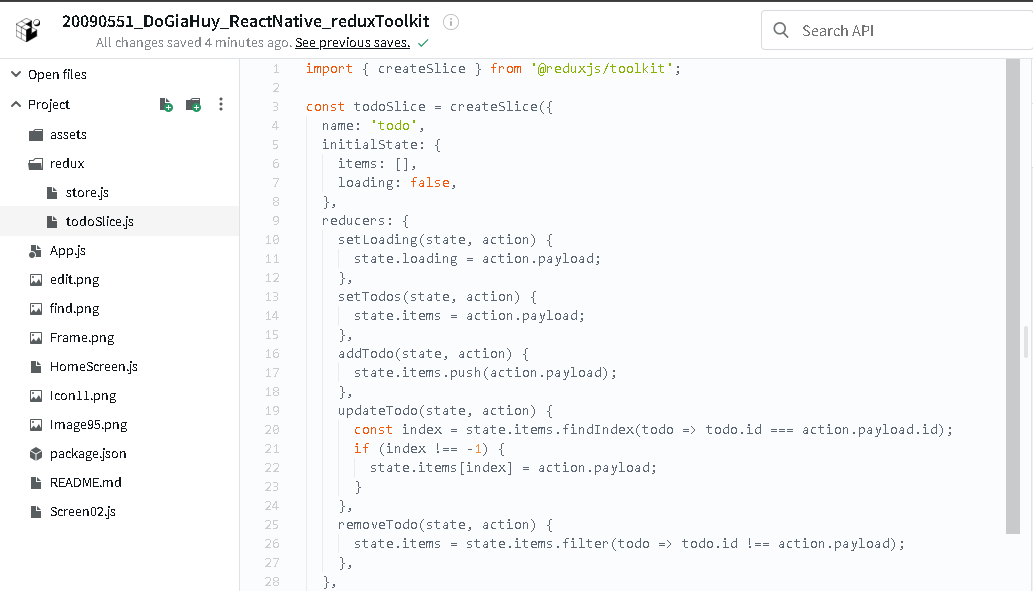 20090551_DoGiaHuy_ReactNative_reduxToolkit
All changes saved 4 minutes ago. See previous saves.
Search API
Open files
Project
assets
redux
store.js
todoSlice.js
App.js
edit.png
find.png
Frame.png
HomeScreen.js
Icon11.png
Image95.png
package.json
README.md
Screen02.js
1 import { createSlice } from '@reduxjs/toolkit';
2
3 const todoSlice = createSlice({
4   name: 'todo',
5   initialState: {
6     items: [],
7     loading: false,
8   },
9   reducers: {
10     setLoading(state, action) {
11       state.loading = action.payload;
12     },
13     setTodos(state, action) {
14       state.items = action.payload;
15     },
16     addTodo(state, action) {
17       state.items.push(action.payload);
18     },
19     updateTodo(state, action) {
20       const index = state.items.findIndex(todo => todo.id === action.payload.id);
21       if (index !== -1) {
22         state.items[index] = action.payload;
23       }
24     },
25     removeTodo(state, action) {
26       state.items = state.items.filter(todo => todo.id !== action.payload);
27     },
28   },